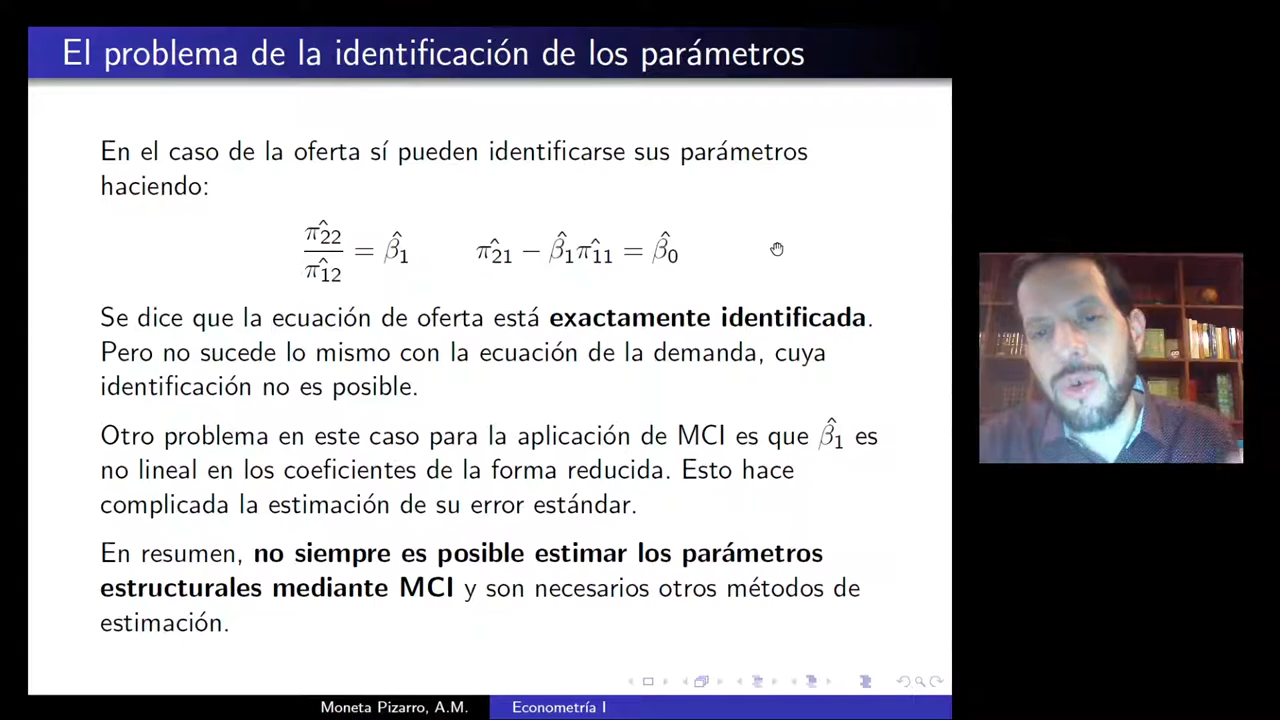 El problema de la identificación de los parámetros
En el caso de la oferta sí pueden identificarse sus parámetros
haciendo:
π̂22 / π̂12 = β̂1    π̂21 − β̂1π̂11 = β̂0
Se dice que la ecuación de oferta está exactamente identificada.
Pero no sucede lo mismo con la ecuación de la demanda, cuya
identificación no es posible.
Otro problema en este caso para la aplicación de MCI es que β̂1 es
no lineal en los coeficientes de la forma reducida. Esto hace
complicada la estimación de su error estándar.
En resumen, no siempre es posible estimar los parámetros
estructurales mediante MCI y son necesarios otros métodos de
estimación.
Moneta Pizarro, A.M. Econometría I